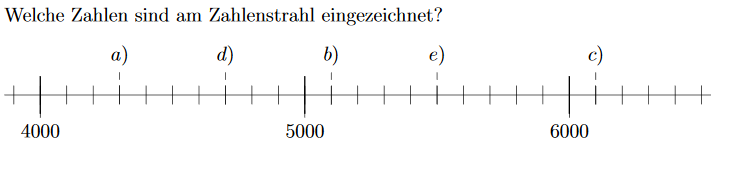 Welche Zahlen sind am Zahlenstrahl eingezeichnet?
a) d) b) e) c)
4000 5000 6000